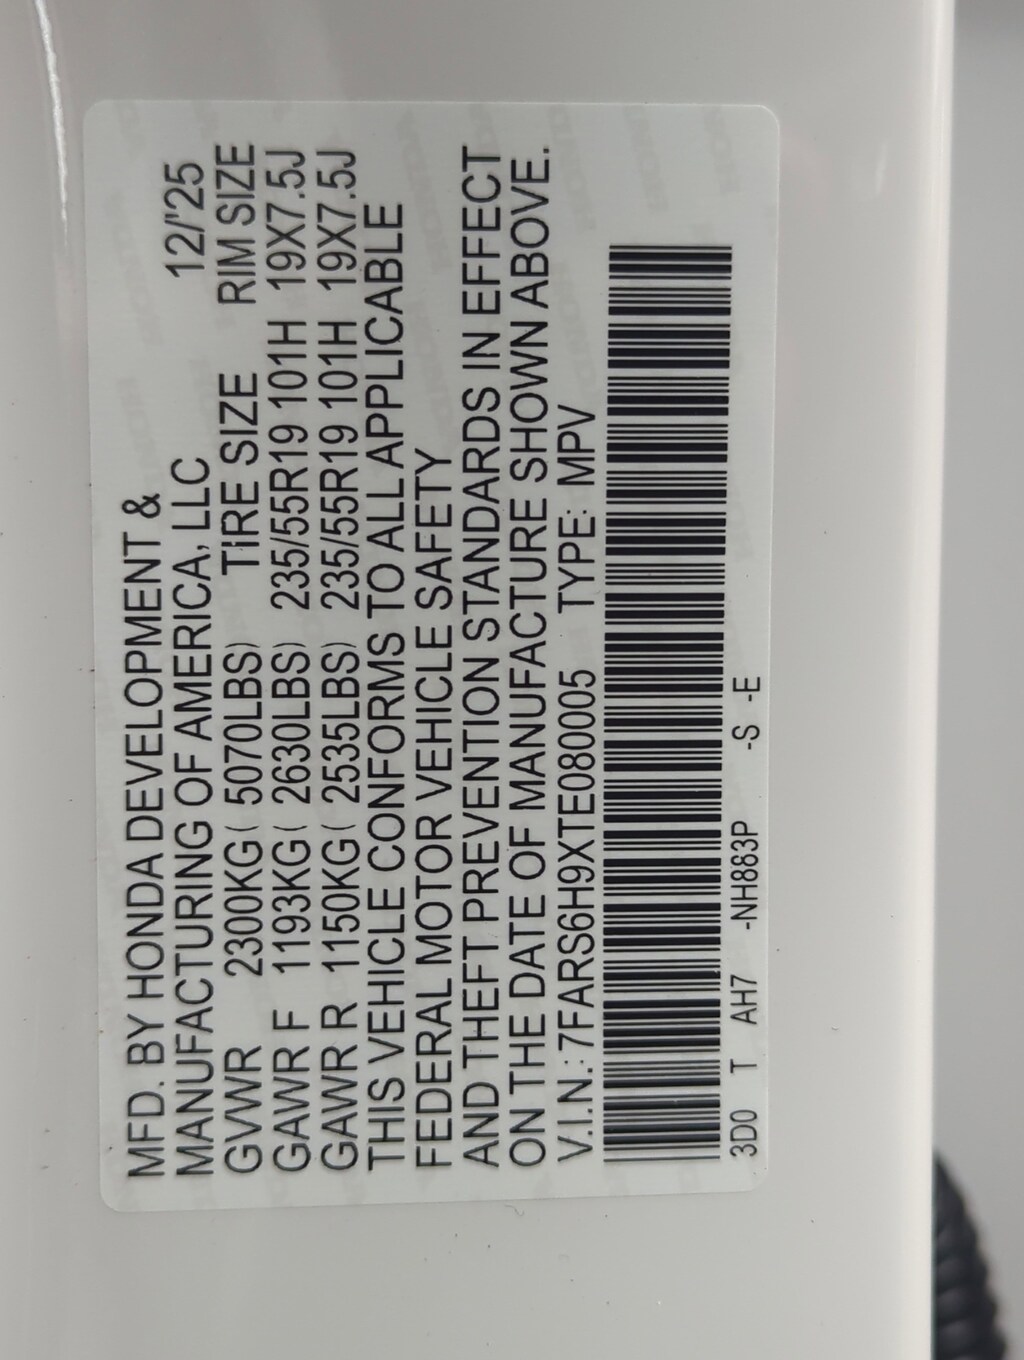 MFD. BY HONDA DEVELOPMENT &
MANUFACTURING OF AMERICA, LLC 12/'25
GVWR 2300KG( 5070LBS) TIRE SIZE RIM SIZE
GAWR F 1193KG( 2630LBS) 235/55R19 101H 19X7.5J
GAWR R 1150KG( 2535LBS) 235/55R19 101H 19X7.5J
THIS VEHICLE CONFORMS TO ALL APPLICABLE
FEDERAL MOTOR VEHICLE SAFETY
AND THEFT PREVENTION STANDARDS IN EFFECT
ON THE DATE OF MANUFACTURE SHOWN ABOVE.
V.I.N.: 7FARS6H9XTE080005 TYPE: MPV
3D0 T AH7 -NH883P -S -E